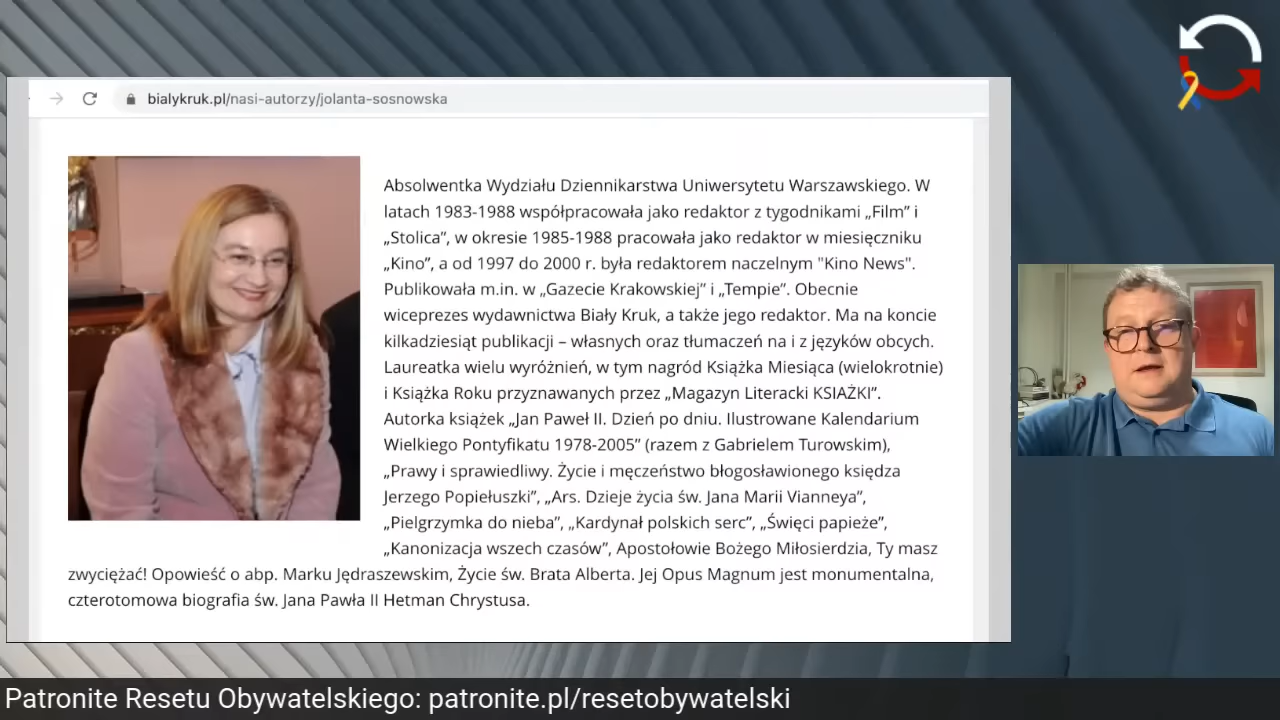 bialykruk.pl/nasi-autorzy/jolanta-sosnowska
Absolwentka Wydziału Dziennikarstwa Uniwersytetu Warszawskiego. W
latach 1983-1988 współpracowała jako redaktor z tygodnikami „Film” i
„Stolica”, w okresie 1985-1988 pracowała jako redaktor w miesięczniku
„Kino”, a od 1997 do 2000 r. była redaktorem naczelnym "Kino News".
Publikowała m.in. w „Gazecie Krakowskiej” i „Tempie”. Obecnie
wiceprezes wydawnictwa Biały Kruk, a także jego redaktor. Ma na koncie
kilkadziesiąt publikacji – własnych oraz tłumaczeń na i z języków obcych.
Laureatka wielu wyróżnień, w tym nagród Książka Miesiąca (wielokrotnie)
i Książka Roku przyznawanych przez „Magazyn Literacki KSIĄŻKI”.
Autorka książek „Jan Paweł II. Dzień po dniu. Ilustrowane Kalendarium
Wielkiego Pontyfikatu 1978-2005” (razem z Gabrielem Turowskim),
„Prawy i sprawiedliwy. Życie i męczeństwo błogosławionego księdza
Jerzego Popiełuszki”, „Ars. Dzieje życia św. Jana Marii Vianneya”,
„Pielgrzymka do nieba”, „Kardynał polskich serc”, „Święci papieże”,
„Kanonizacja wszech czasów”, Apostołowie Bożego Miłosierdzia, Ty masz
zwyciężać! Opowieść o abp. Marku Jędraszewskim, Życie św. Brata Alberta. Jej Opus Magnum jest monumentalna,
czterotomowa biografia św. Jana Pawła II Hetman Chrystusa.
Patronite Resetu Obywatelskiego: patronite.pl/resetobywatelski